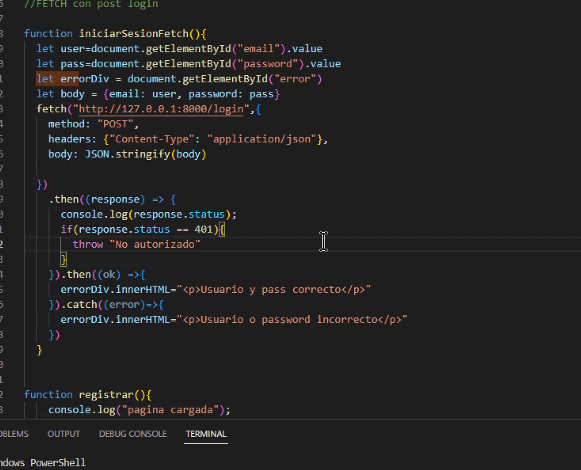 //FETCH con post login
function iniciarSesionFetch(){
let user=document.getElementById("email").value
let pass=document.getElementById("password").value
let errorDiv = document.getElementById("error")
let body = {email: user, password: pass}
fetch("http://127.0.0.1:8000/login",{
method: "POST",
headers: {"Content-Type": "application/json"},
body: JSON.stringify(body)
})
.then((response) => {
console.log(response.status);
if(response.status == 401){
throw "No autorizado"
}
}).then((ok) => {
errorDiv.innerHTML="<p>Usuario y pass correcto</p>"
}).catch((error)=>{
errorDiv.innerHTML="<p>Usuario o password incorrecto</p>"
})
}
function registrar(){
console.log("pagina cargada");
OBLEMS OUTPUT DEBUG CONSOLE TERMINAL
ndows PowerShell